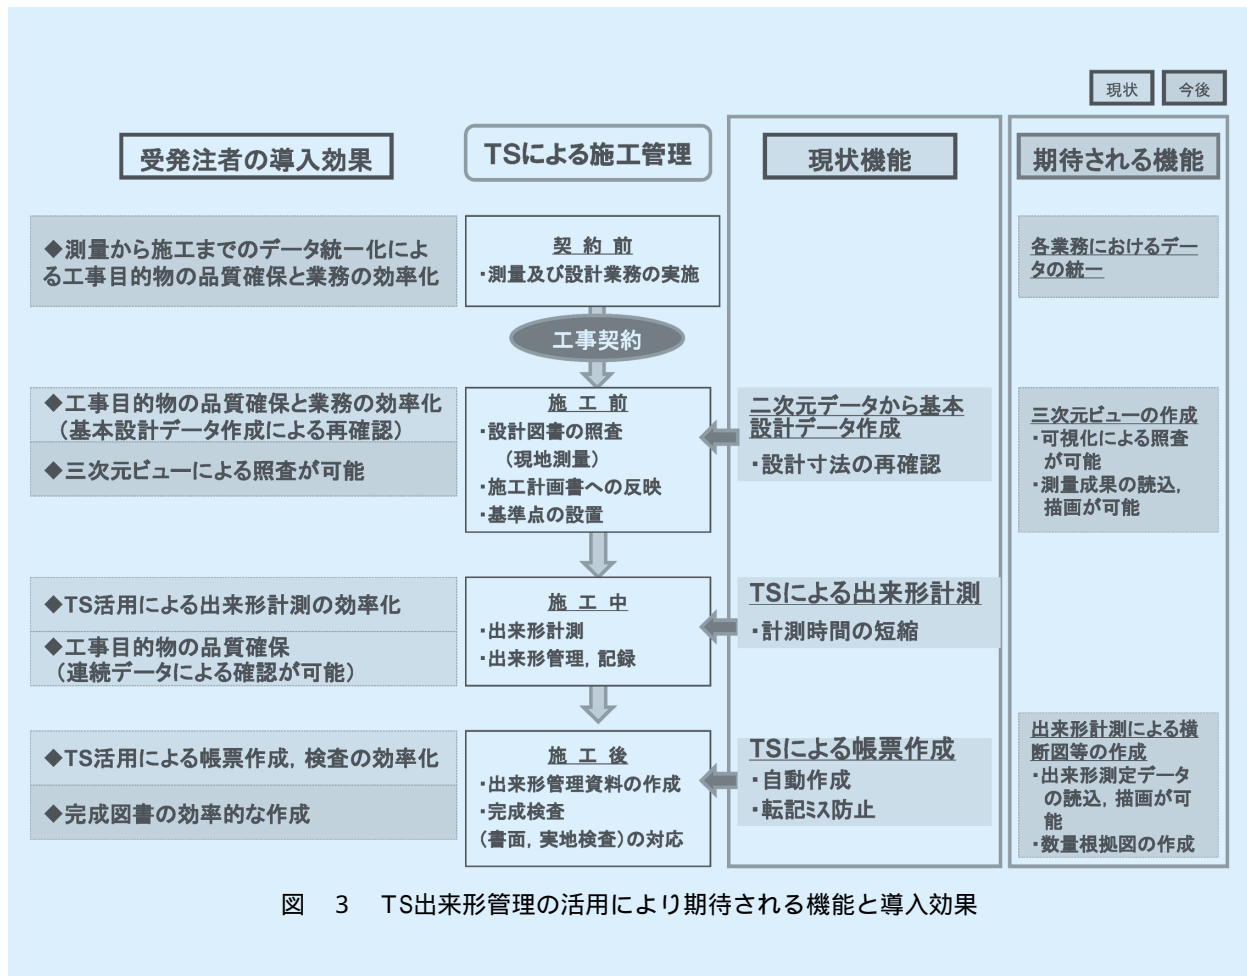 現状
今後
受発注者の導入効果
TSによる施工管理
現状機能
期待される機能
◆測量から施工までのデータ統一化によ
る工事目的物の品質確保と業務の効率化
契 約 前
・測量及び設計業務の実施
各業務におけるデー
タの統一
工事契約
◆工事目的物の品質確保と業務の効率化
（基本設計データ作成による再確認）
◆三次元ビューによる照査が可能
施 工 前
・設計図書の照査
（現地測量）
・施工計画書への反映
・基準点の設置
二次元データから基本
設計データ作成
・設計寸法の再確認
三次元ビューの作成
・可視化による照査
が可能
・測量成果の読込，
描画が可能
◆TS活用による出来形計測の効率化
◆工事目的物の品質確保
（連続データによる確認が可能）
施 工 中
・出来形計測
・出来形管理，記録
TSによる出来形計測
・計測時間の短縮
◆TS活用による帳票作成，検査の効率化
◆完成図書の効率的な作成
施 工 後
・出来形管理資料の作成
・完成検査
（書面，実地検査）の対応
TSによる帳票作成
・自動作成
・転記ﾐｽ防止
出来形計測による横
断図等の作成
・出来形測定データ
の読込，描画が可
能
・数量根拠図の作成
図　３　TS出来形管理の活用により期待される機能と導入効果